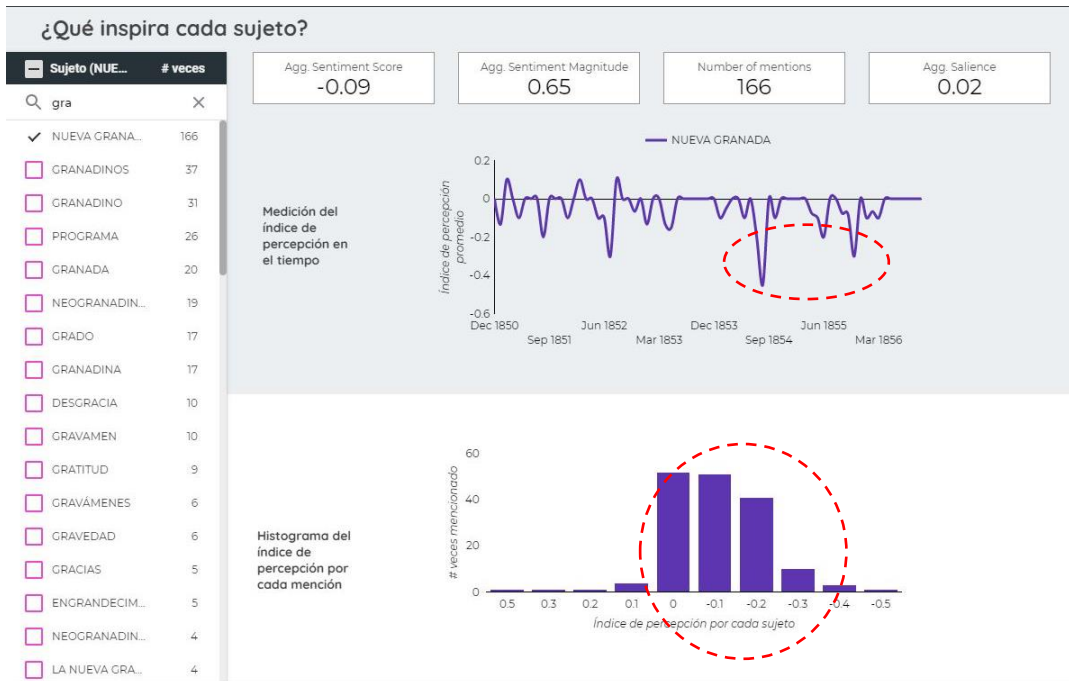 ¿Qué inspira cada sujeto?
Sujeto (NUE... # veces
gra
NUEVA GRANA... 166
GRANADINOS 37
GRANADINO 31
PROGRAMA 26
GRANADA 20
NEOGRANADIN... 19
GRADO 17
GRANADINA 17
DESGRACIA 10
GRAVAMEN 10
GRATITUD 9
GRAVÁMENES 6
GRAVEDAD 6
GRACIAS 5
ENGRANDECIM... 5
NEOGRANADIN... 4
LA NUEVA GRA... 4
Agg. Sentiment Score
-0.09
Agg. Sentiment Magnitude
0.65
Number of mentions
166
Agg. Salience
0.02
Medición del
índice de
percepción en
el tiempo
NUEVA GRANADA
Índice de percepción
promedio
0.2
0
-0.2
-0.4
-0.6
Dec 1850 Jun 1852 Dec 1853 Jun 1855
Sep 1851 Mar 1853 Sep 1854 Mar 1856
Histograma del
índice de
percepción por
cada mención
# veces mencionado
60
40
20
0
0.5 0.3 0.2 0.1 0 -0.1 -0.2 -0.3 -0.4 -0.5
Índice de percepción por cada sujeto